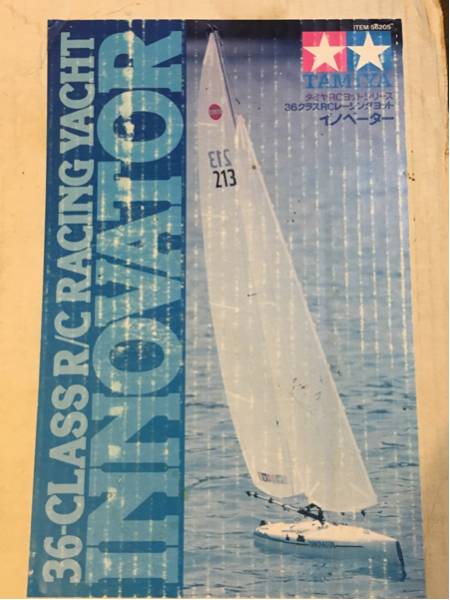 ITEM 56205
TAMIYA
タミヤRCヨットシリーズ
36クラスRCレーシングヨット
イノベーター
36-CLASS R/C RACING YACHT
INNOVATOR
213
213